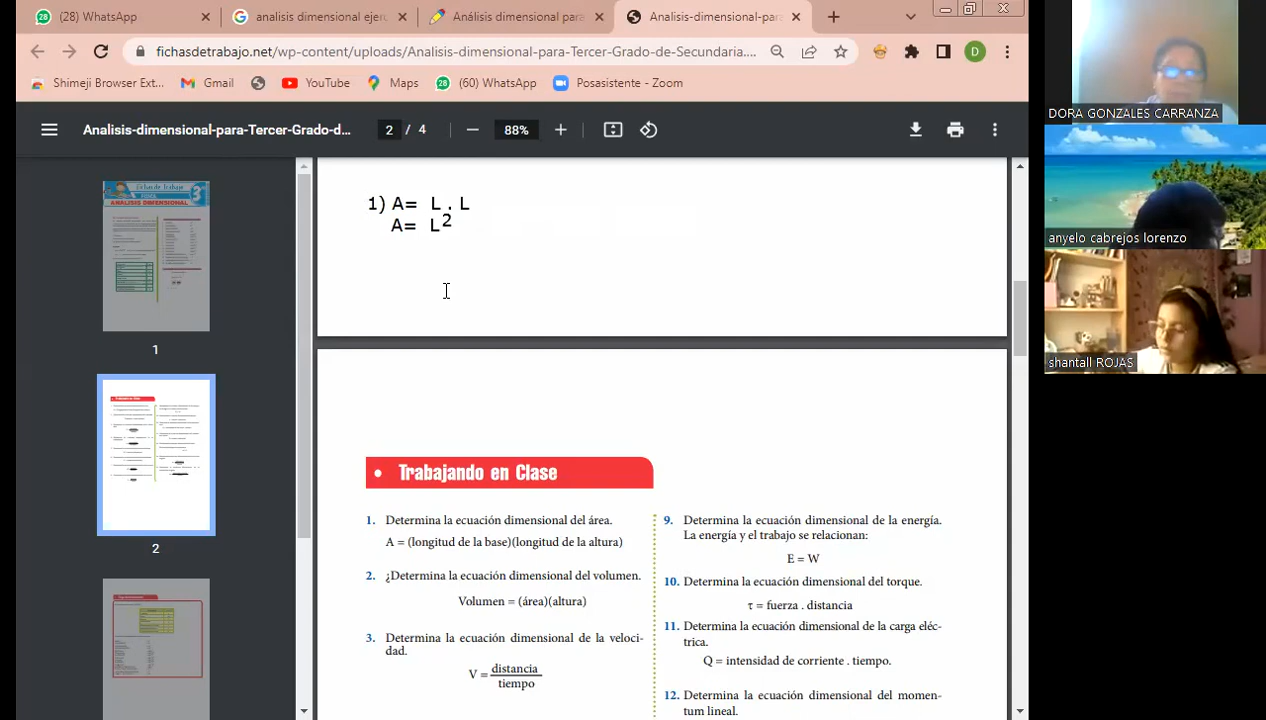 (28) WhatsApp
analisis dimensional ejer
Análisis dimensional para
Analisis-dimensional-par
fichasdetrabajo.net/wp-content/uploads/Analisis-dimensional-para-Tercer-Grado-de-Secundaria....
D
Shimeji Browser Ext...
Gmail
YouTube
Maps
(60) WhatsApp
Posasistente - Zoom
Analisis-dimensional-para-Tercer-Grado-d...
2 / 4
88%
1
2
1) A= L . L
A= L²
Trabajando en Clase
1. Determina la ecuación dimensional del área.
A = (longitud de la base)(longitud de la altura)
2. ¿Determina la ecuación dimensional del volumen.
Volumen = (área)(altura)
3. Determina la ecuación dimensional de la veloci-
dad.
V = distancia
tiempo
9. Determina la ecuación dimensional de la energía.
La energía y el trabajo se relacionan:
E = W
10. Determina la ecuación dimensional del torque.
τ = fuerza . distancia
11. Determina la ecuación dimensional de la carga eléc-
trica.
Q = intensidad de corriente . tiempo.
12. Determina la ecuación dimensional del momen-
tum lineal.
DORA GONZALES CARRANZA
anyelo cabrejos lorenzo
shantall ROJAS